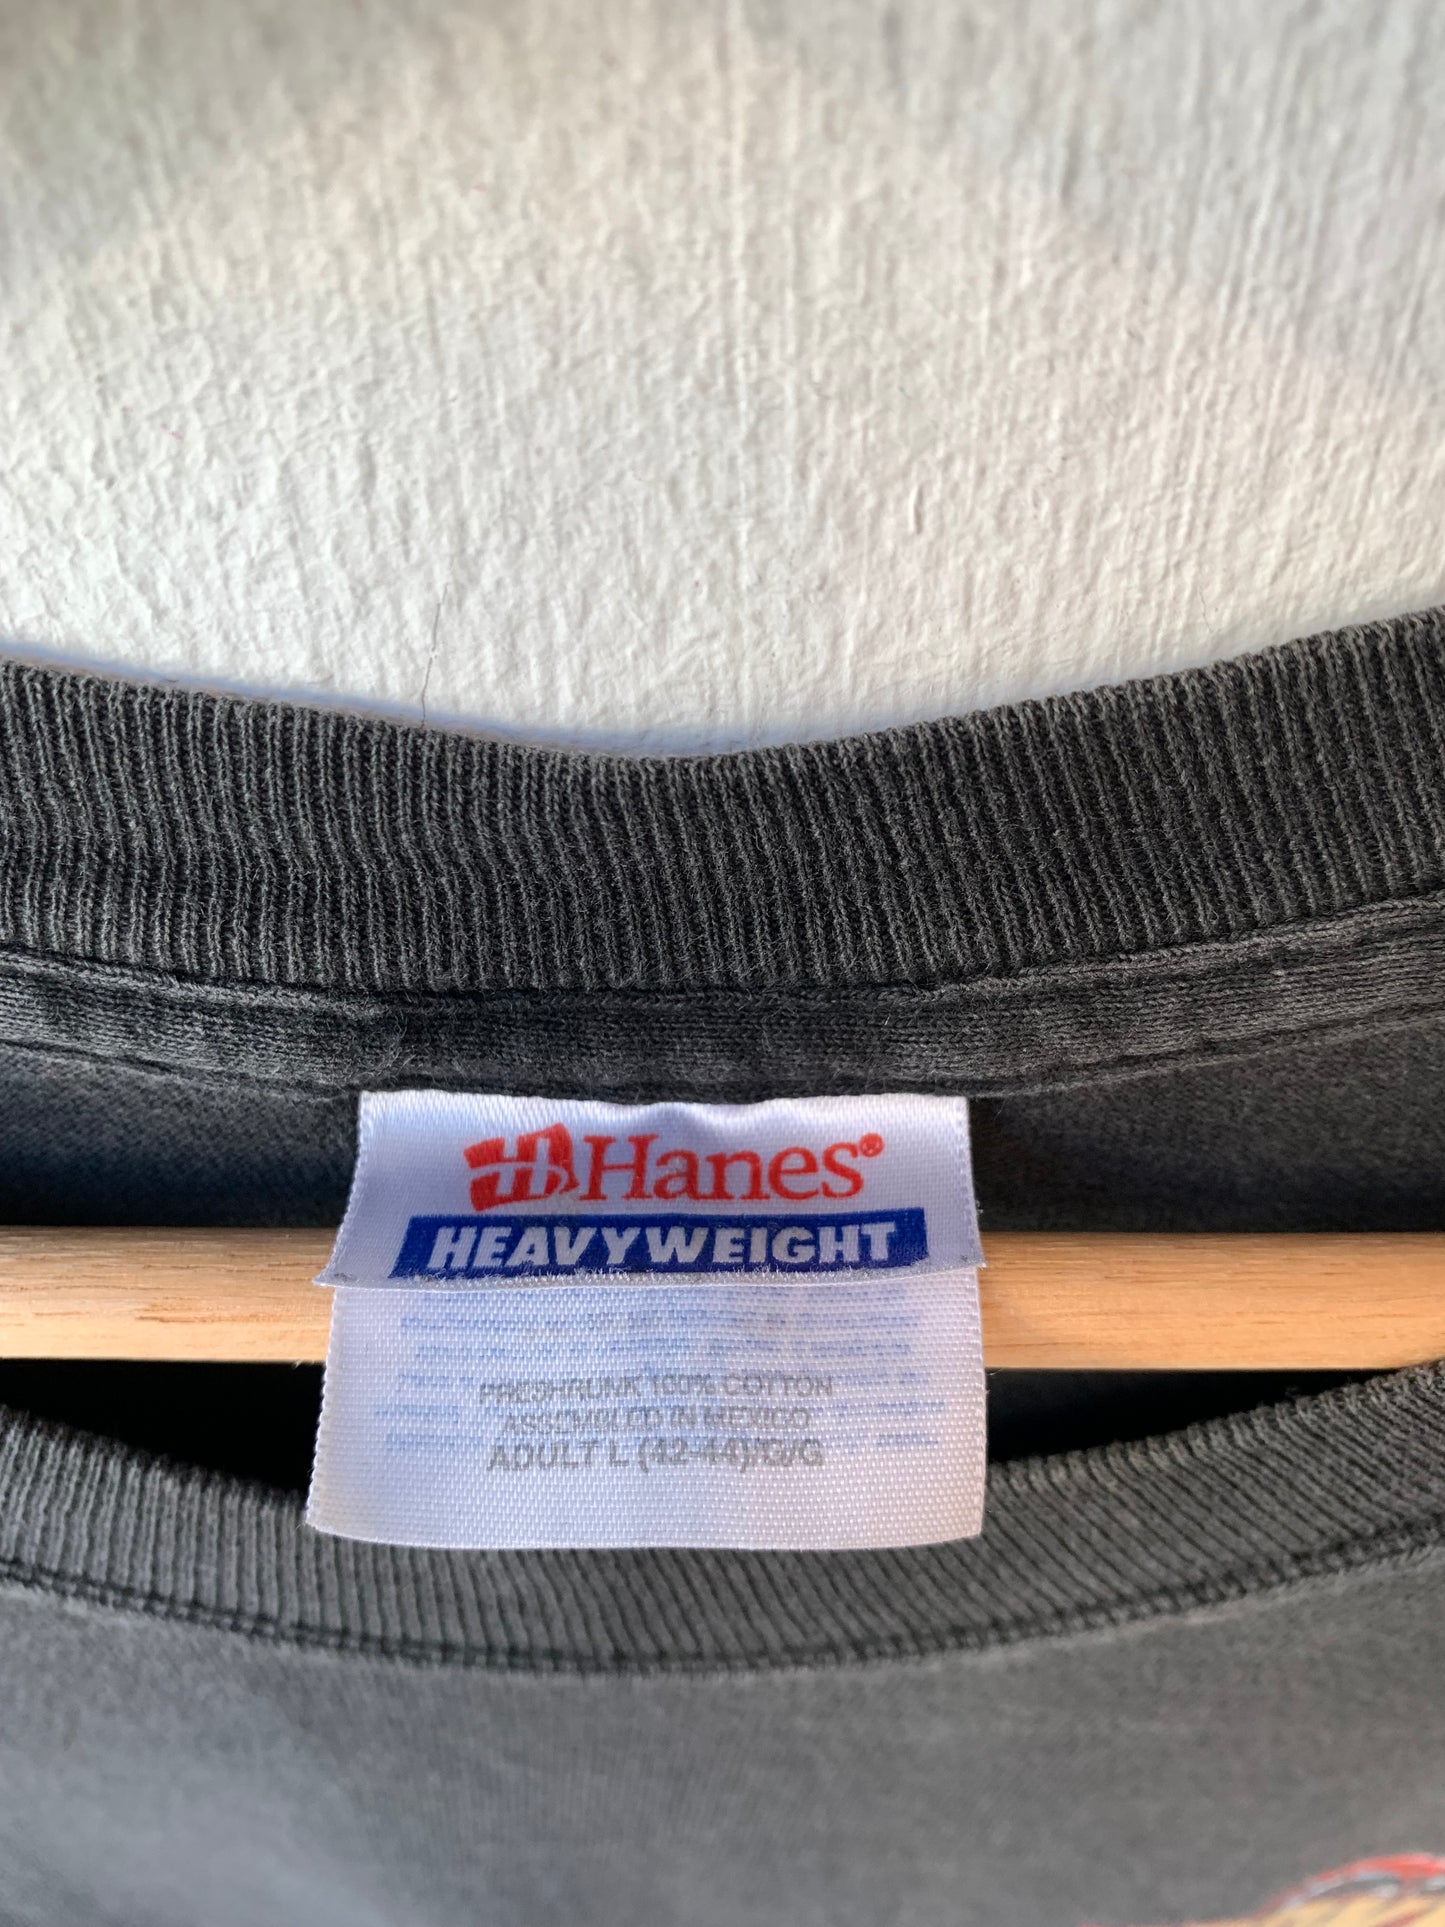 Hanes®
HEAVYWEIGHT
PRESHRUNK 100% COTTON
ASSEMBLED IN MEXICO
ADULT L (42-44)/G/G